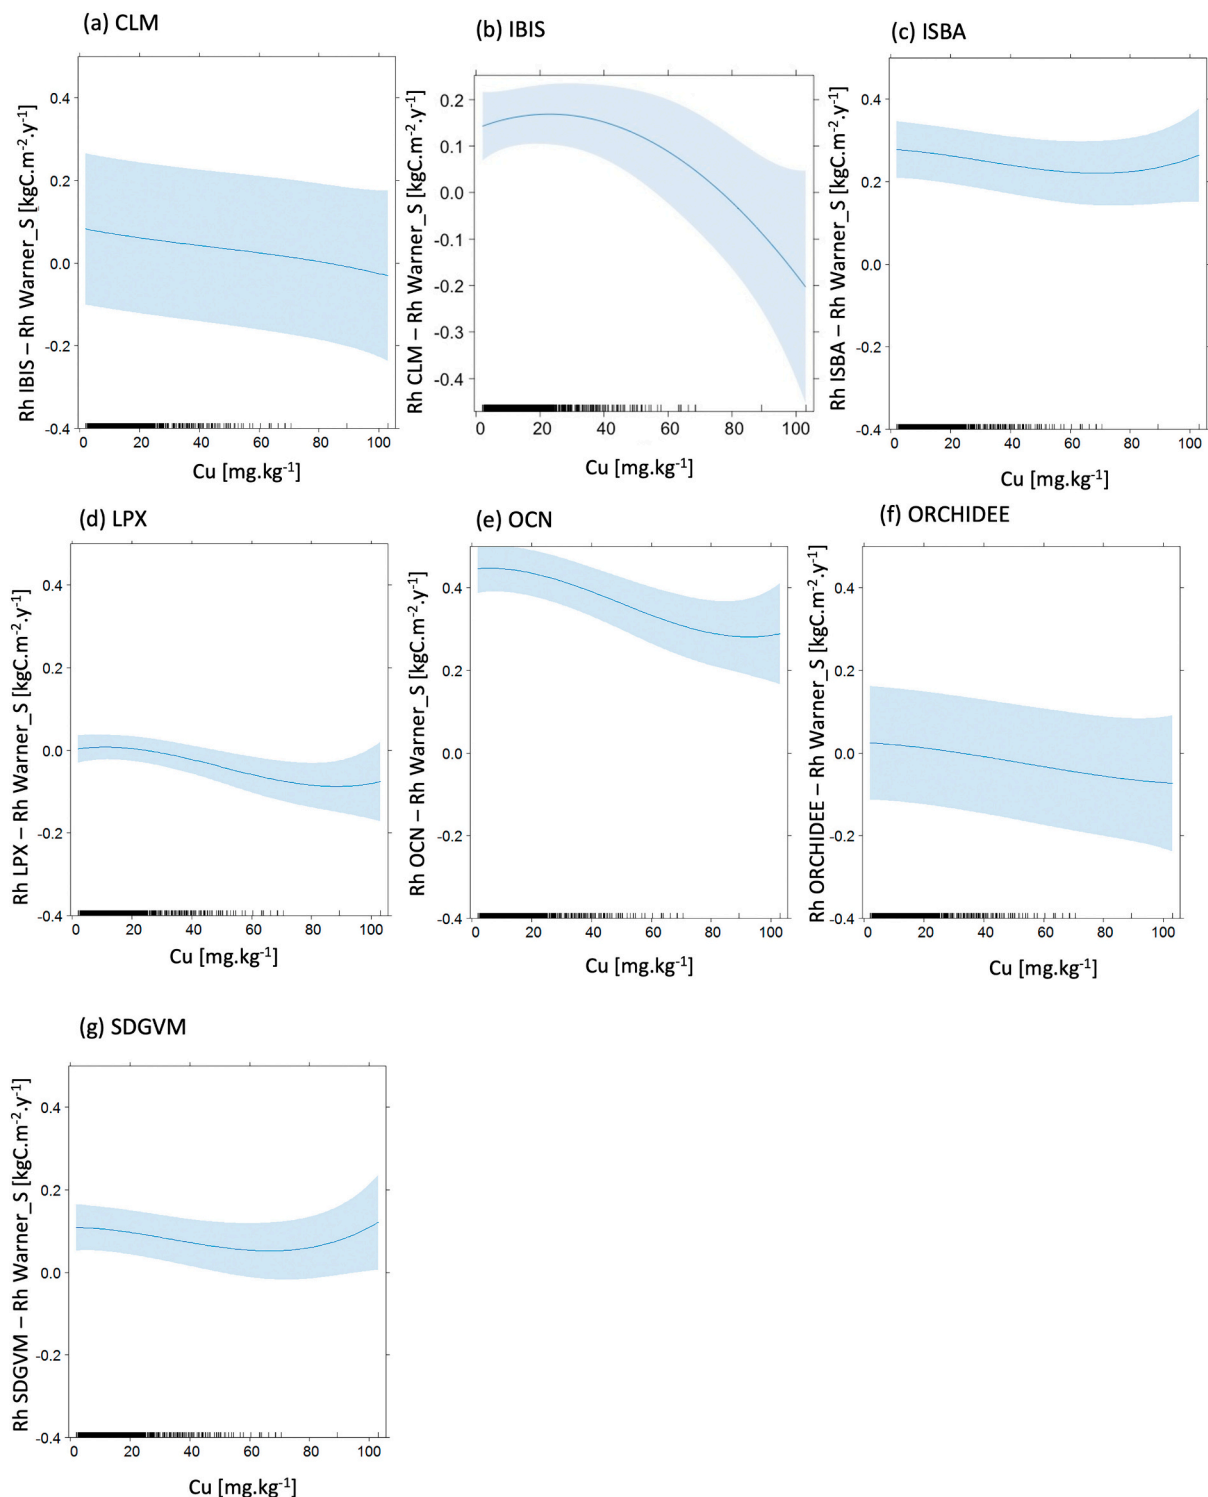 (a) CLM
Rh IBIS – Rh Warner_S [kgC.m⁻².y⁻¹]
0.4
0.2
0.0
-0.2
-0.4
0 20 40 60 80 100
Cu [mg.kg⁻¹]
(b) IBIS
Rh CLM – Rh Warner_S [kgC.m⁻².y⁻¹]
0.2
0.1
0.0
-0.1
-0.2
-0.3
-0.4
0 20 40 60 80 100
Cu [mg.kg⁻¹]
(c) ISBA
Rh ISBA – Rh Warner_S [kgC.m⁻².y⁻¹]
0.4
0.2
0.0
-0.2
-0.4
0 20 40 60 80 100
Cu [mg.kg⁻¹]
(d) LPX
Rh LPX – Rh Warner_S [kgC.m⁻².y⁻¹]
0.4
0.2
0.0
-0.2
-0.4
0 20 40 60 80 100
Cu [mg.kg⁻¹]
(e) OCN
Rh OCN – Rh Warner_S [kgC.m⁻².y⁻¹]
0.4
0.2
0.0
-0.2
-0.4
0 20 40 60 80 100
Cu [mg.kg⁻¹]
(f) ORCHIDEE
Rh ORCHIDEE – Rh Warner_S [kgC.m⁻².y⁻¹]
0.4
0.2
0.0
-0.2
-0.4
0 20 40 60 80 100
Cu [mg.kg⁻¹]
(g) SDGVM
Rh SDGVM – Rh Warner_S [kgC.m⁻².y⁻¹]
0.4
0.2
0.0
-0.2
-0.4
0 20 40 60 80 100
Cu [mg.kg⁻¹]